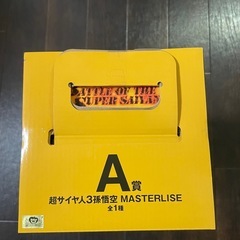 BATTLE OF THE
SUPER SAIYAN
A賞
超サイヤ人3孫悟空 MASTERLISE
全1種